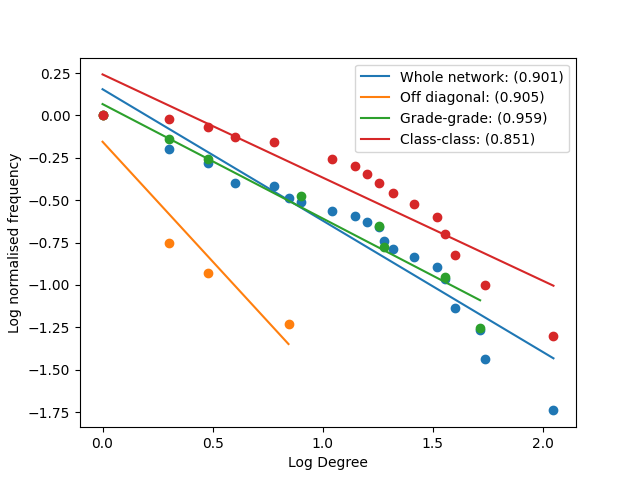 Whole network: (0.901)
Off diagonal: (0.905)
Grade-grade: (0.959)
Class-class: (0.851)
Log normalised frequency
0.25
0.00
−0.25
−0.50
−0.75
−1.00
−1.25
−1.50
−1.75
0.0 0.5 1.0 1.5 2.0
Log Degree